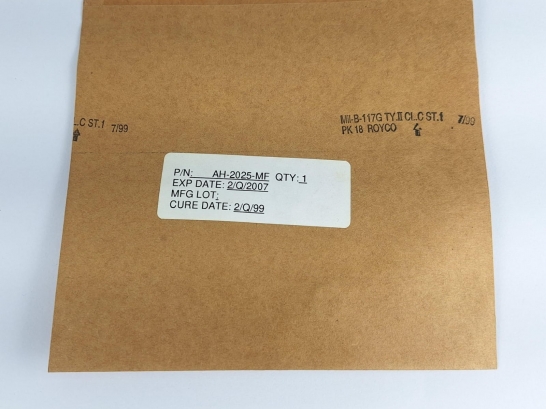 .C ST.1 7/99
MIL-B-117G TY.II CL.C ST.1 7/99
PK 18 ROYCO
P/N: AH-2025-MF QTY: 1
EXP DATE: 2/Q/2007
MFG LOT:
CURE DATE: 2/Q/99